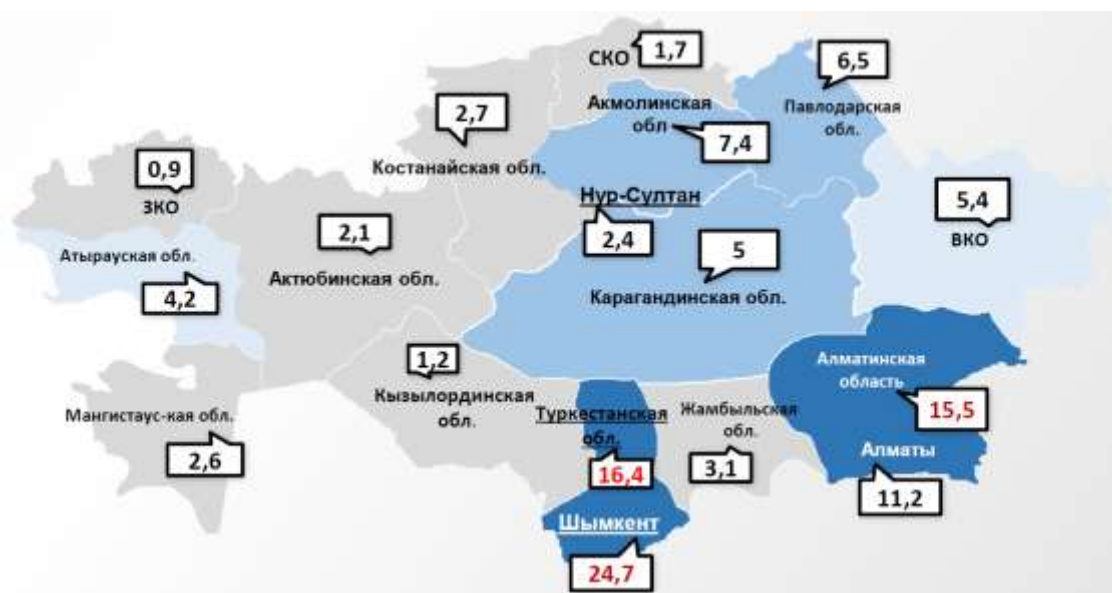 СКО
1,7
6,5
Акмолинская
обл
7,4
Павлодарская
обл.
2,7
Костанайская обл.
0,9
ЗКО
Нур-Султан
2,4
5,4
ВКО
2,1
Актюбинская обл.
5
Карагандинская обл.
Атырауская обл.
4,2
1,2
Кызылординская
обл.
Алматинская
область
15,5
Мангистаус-кая обл.
2,6
Туркестанская
обл.
16,4
Жамбыльская
обл.
3,1
Алматы
11,2
Шымкент
24,7